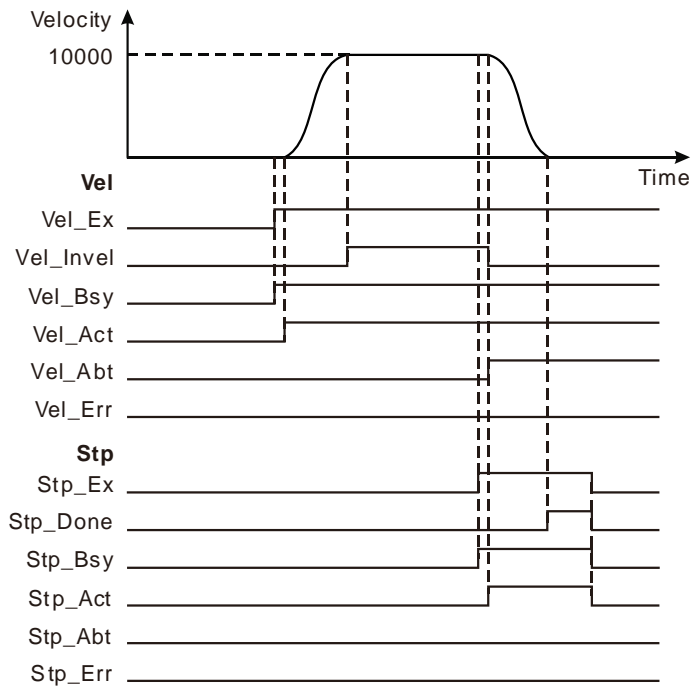 Velocity
10000
Time
Vel
Vel_Ex
Vel_Invel
Vel_Bsy
Vel_Act
Vel_Abt
Vel_Err
Stp
Stp_Ex
Stp_Done
Stp_Bsy
Stp_Act
Stp_Abt
Stp_Err